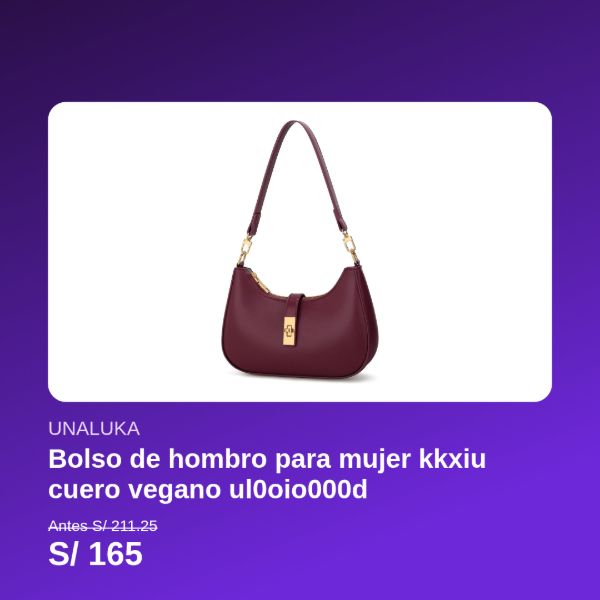 UNALUKA
Bolso de hombro para mujer kkxiu
cuero vegano ul0oio000d
Antes S/ 211.25
S/ 165